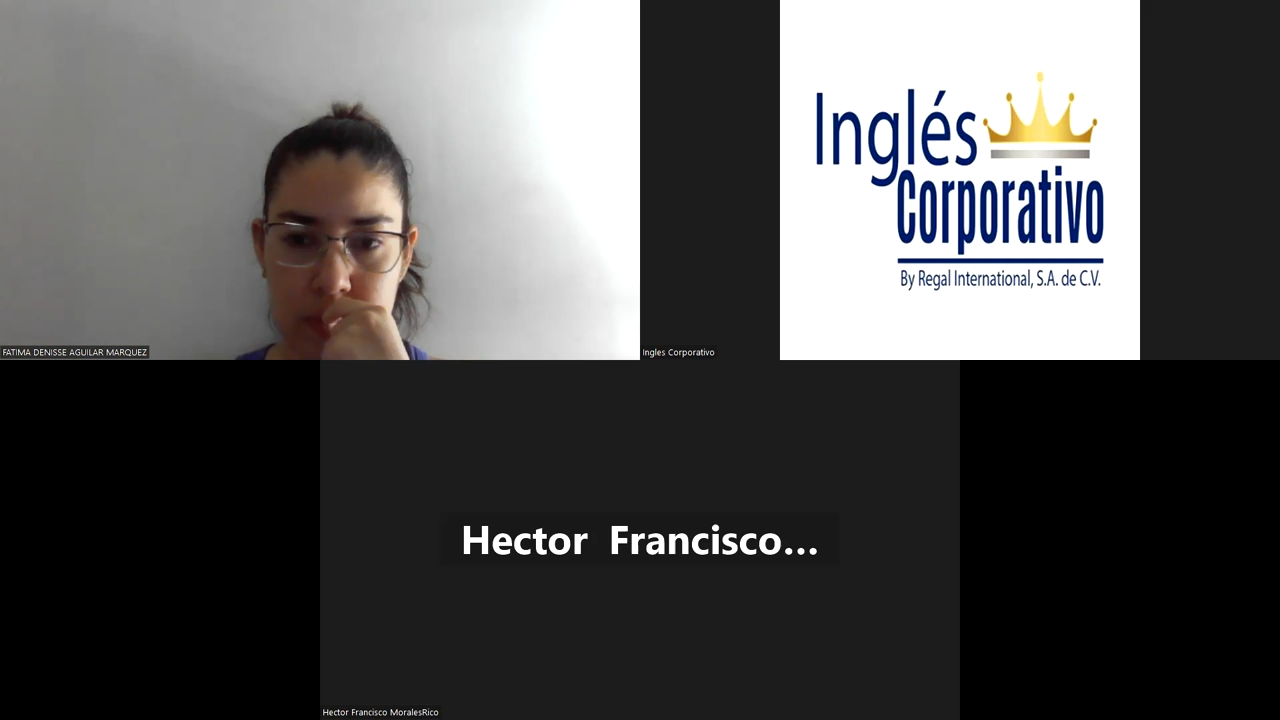 Inglés
Corporativo
By Regal International, S.A. de C.V.
FATIMA DENISSE AGUILAR MARQUEZ
Ingles Corporativo
Hector Francisco...
Hector Francisco MoralesRico